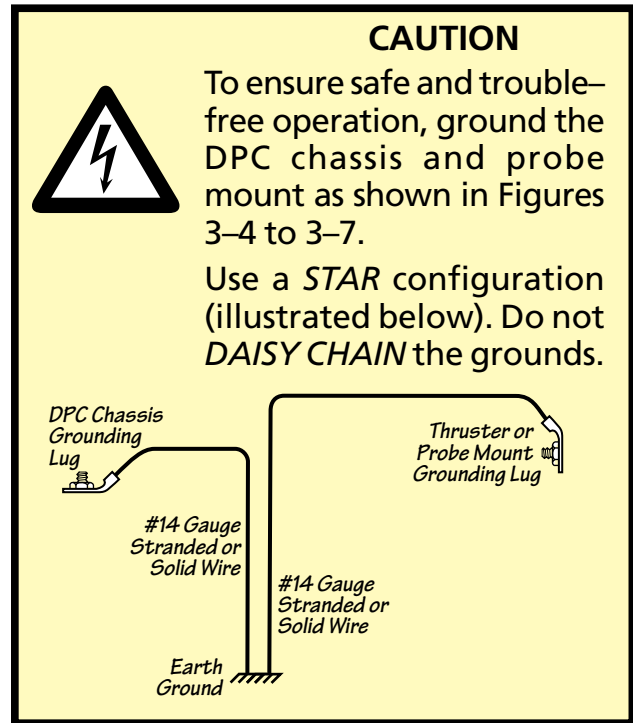 CAUTION
To ensure safe and trouble–
free operation, ground the
DPC chassis and probe
mount as shown in Figures
3–4 to 3–7.
Use a STAR configuration
(illustrated below). Do not
DAISY CHAIN the grounds.
DPC Chassis
Grounding
Lug
Thruster or
Probe Mount
Grounding Lug
#14 Gauge
Stranded or
Solid Wire
#14 Gauge
Stranded or
Solid Wire
Earth
Ground